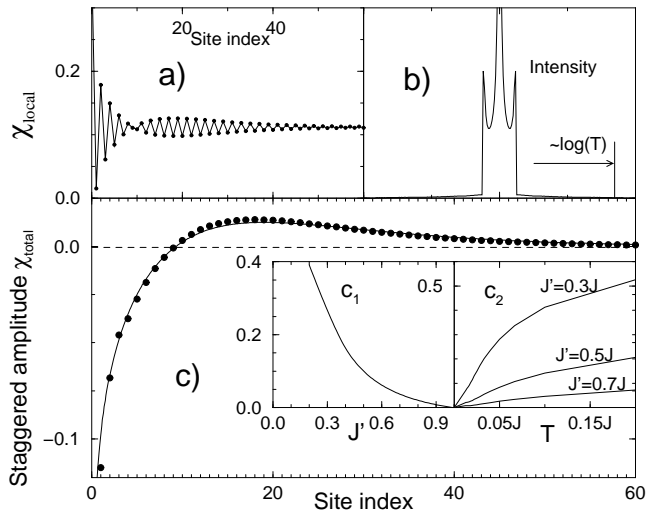 20
40
Site index
a)
0.2
0.0
χlocal
b)
Intensity
~log(T)
0.0
−0.1
Staggered amplitude χtotal
c)
0.4
0.2
0.0
c1
0.5
0.0
0.3
0.6
0.9
J'
c2
J'=0.3J
J'=0.5J
J'=0.7J
0.05J
0.15J
T
0
20
40
60
Site index